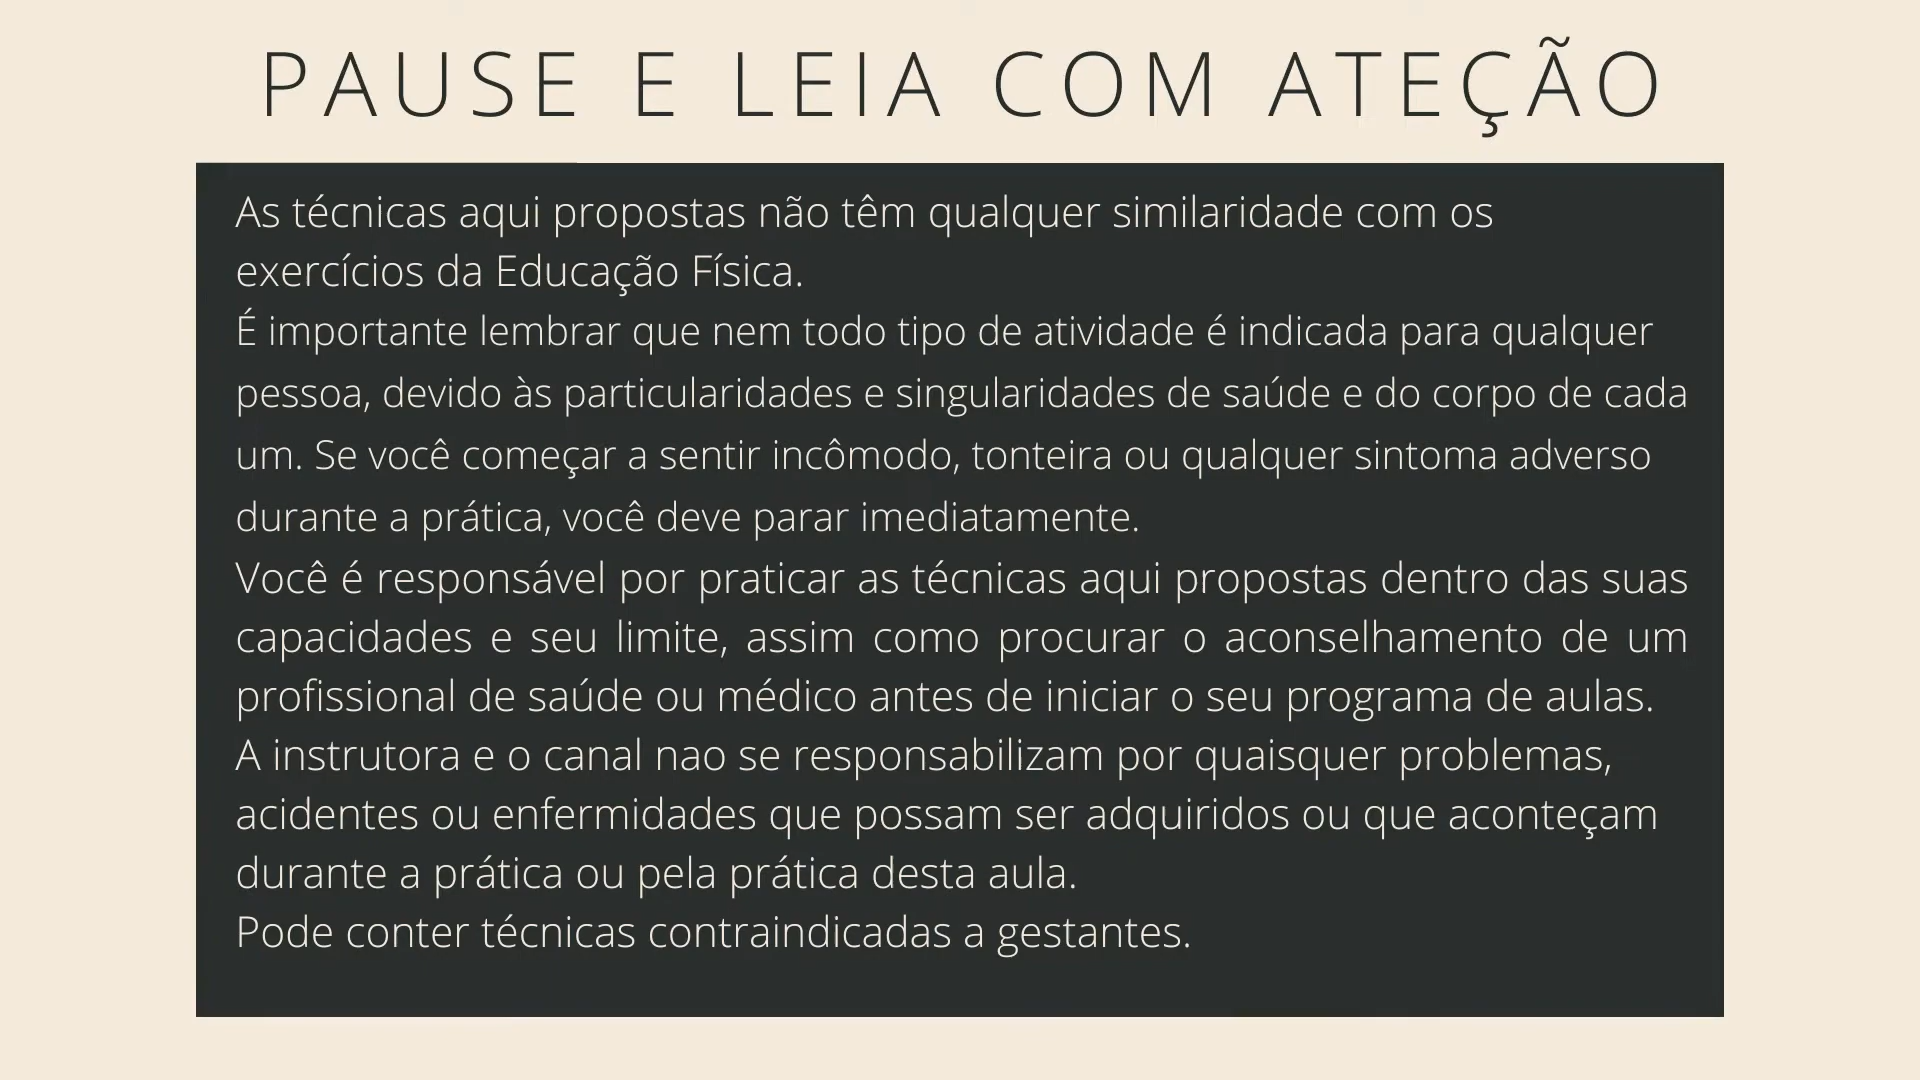 PAUSE E LEIA COM ATEÇÃO
As técnicas aqui propostas não têm qualquer similaridade com os
exercícios da Educação Física.
É importante lembrar que nem todo tipo de atividade é indicada para qualquer
pessoa, devido às particularidades e singularidades de saúde e do corpo de cada
um. Se você começar a sentir incômodo, tonteira ou qualquer sintoma adverso
durante a prática, você deve parar imediatamente.
Você é responsável por praticar as técnicas aqui propostas dentro das suas
capacidades e seu limite, assim como procurar o aconselhamento de um
profissional de saúde ou médico antes de iniciar o seu programa de aulas.
A instrutora e o canal nao se responsabilizam por quaisquer problemas,
acidentes ou enfermidades que possam ser adquiridos ou que aconteçam
durante a prática ou pela prática desta aula.
Pode conter técnicas contraindicadas a gestantes.